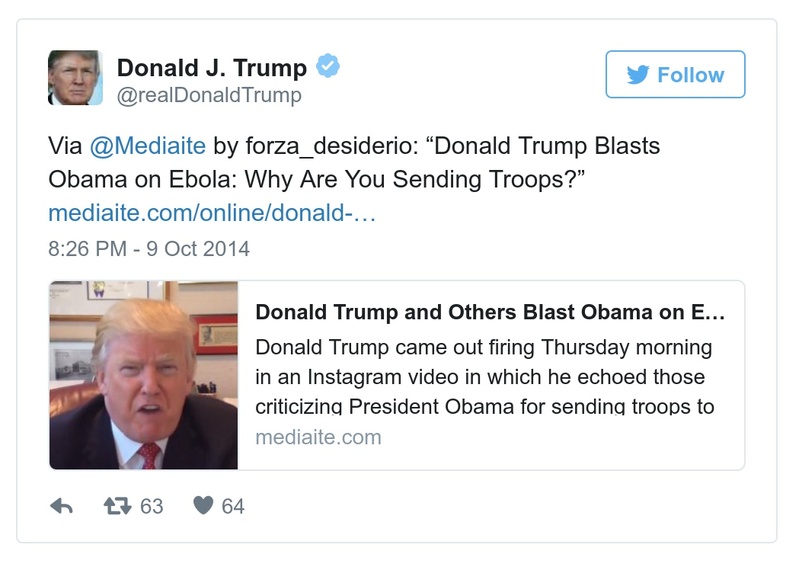 Donald J. Trump
@realDonaldTrump
Follow
Via @Mediaite by forza_desiderio: “Donald Trump Blasts
Obama on Ebola: Why Are You Sending Troops?”
mediaite.com/online/donald-…
8:26 PM - 9 Oct 2014
Donald Trump and Others Blast Obama on E…
Donald Trump came out firing Thursday morning
in an Instagram video in which he echoed those
criticizing President Obama for sending troops to
mediaite.com
63
64